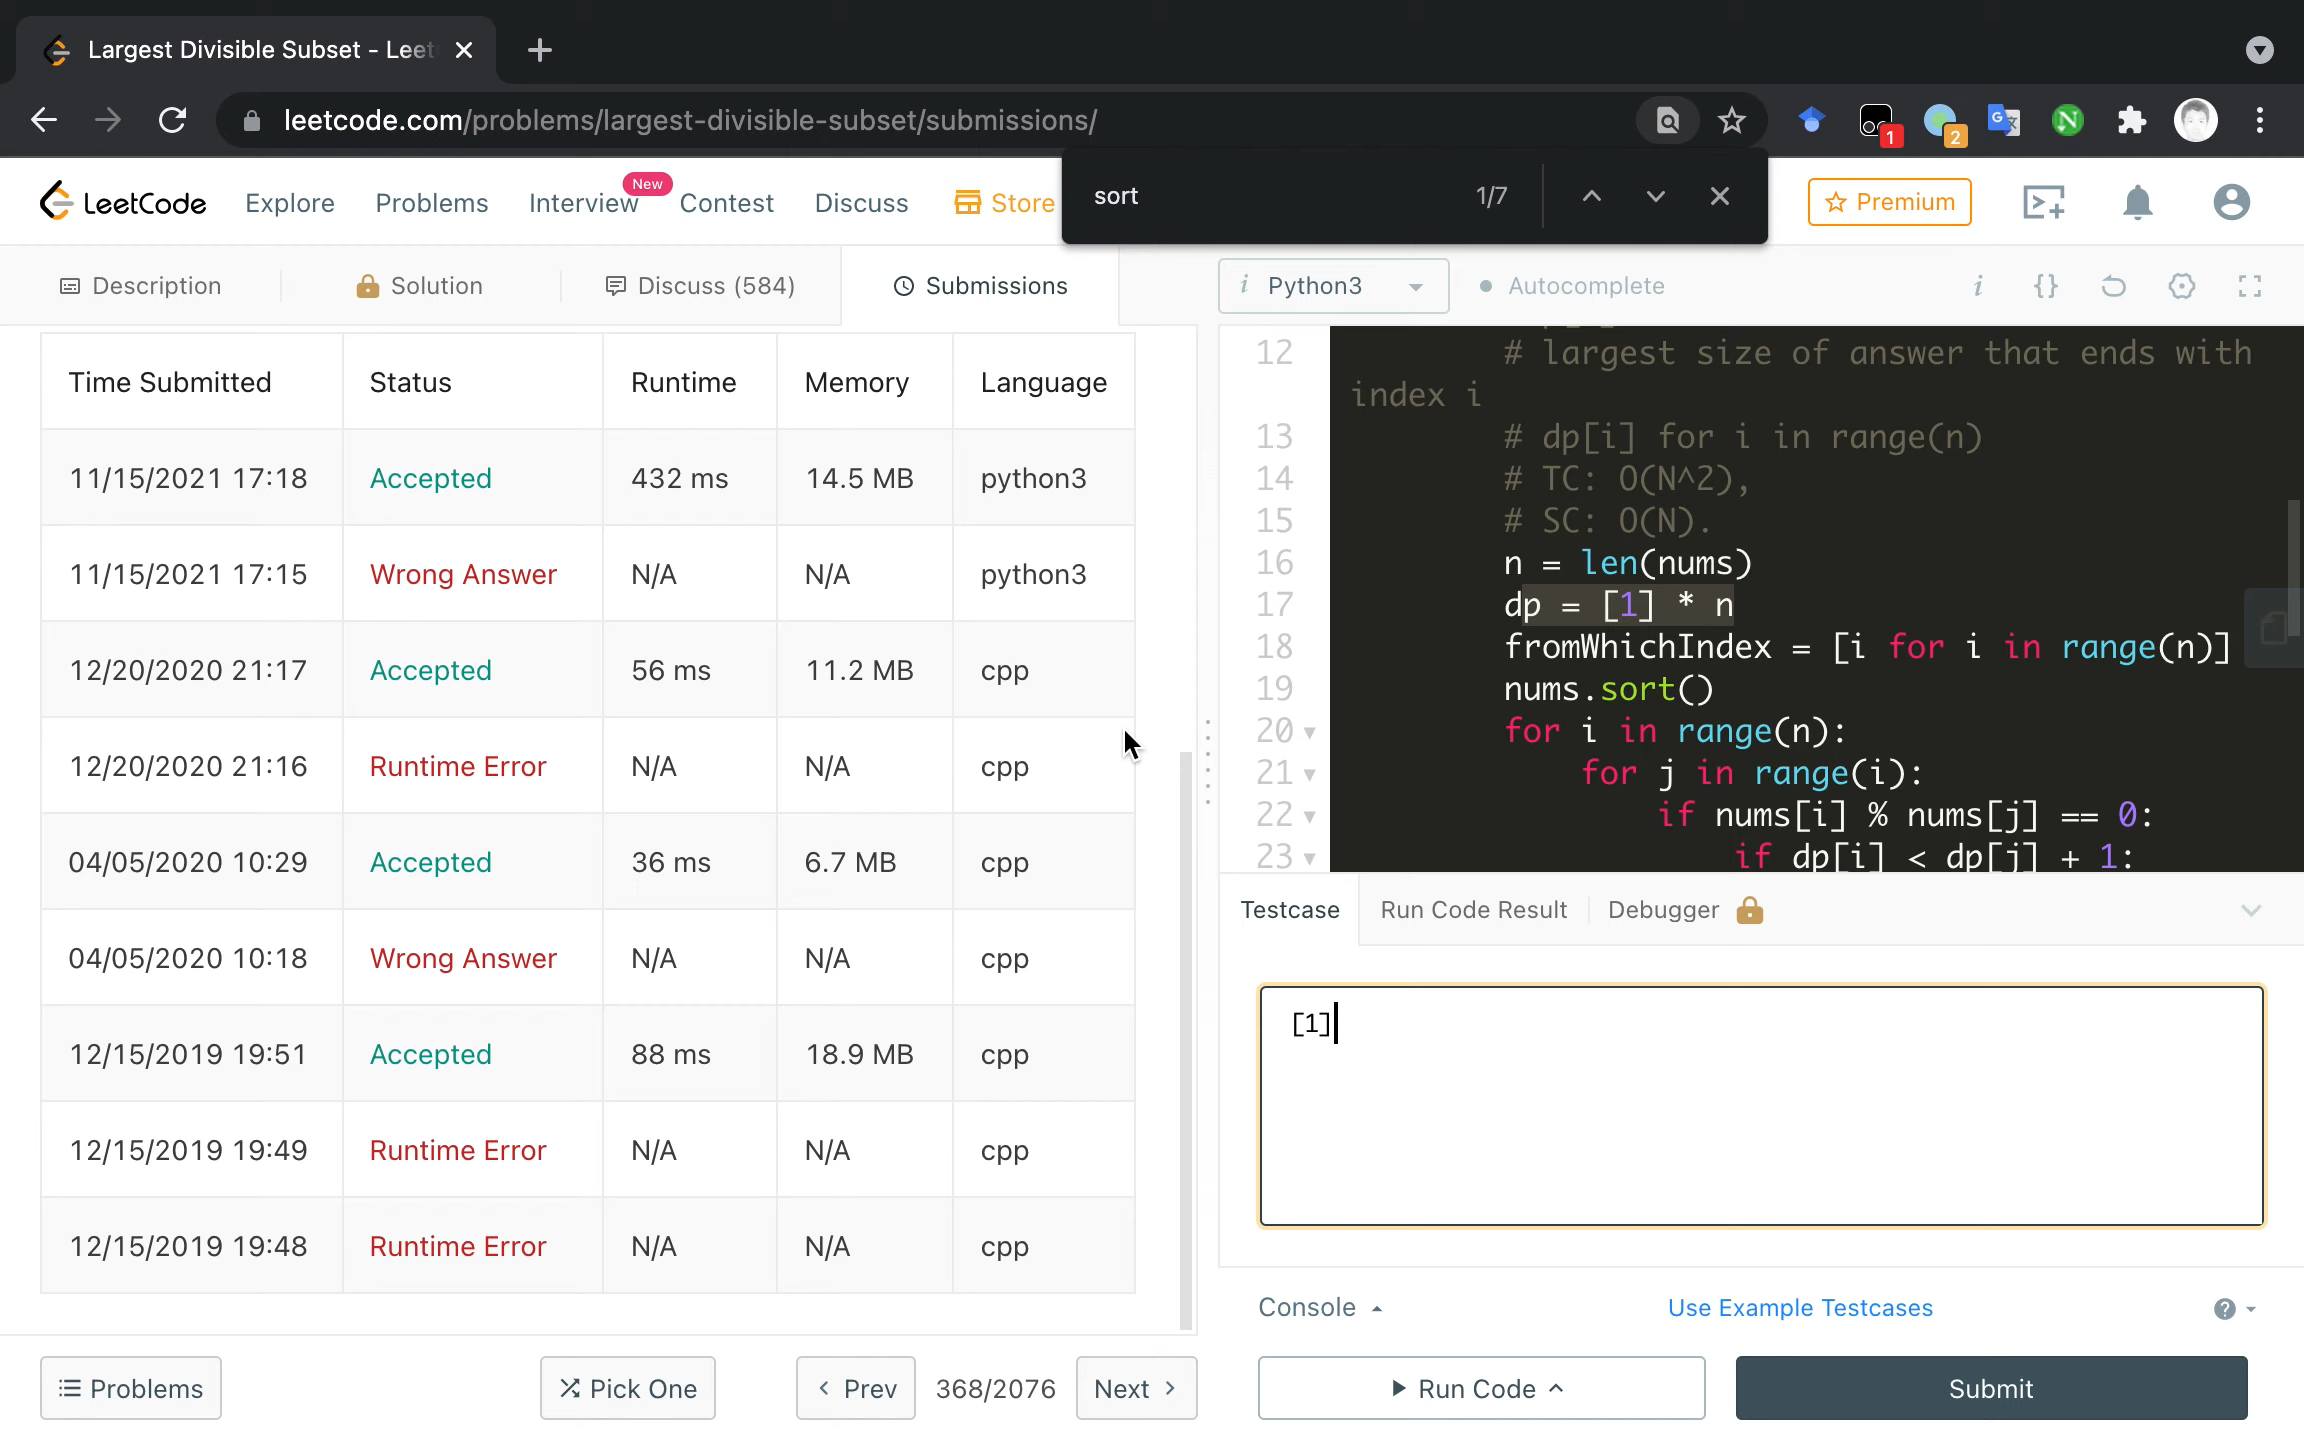 Largest Divisible Subset - Leet
leetcode.com/problems/largest-divisible-subset/submissions/
1
2
LeetCode
Explore
Problems
Interview
New
Contest
Discuss
Store
sort
1/7
Premium
Description
Solution
Discuss (584)
Submissions
i Python3
Autocomplete
Time Submitted Status Runtime Memory Language
11/15/2021 17:18 Accepted 432 ms 14.5 MB python3
11/15/2021 17:15 Wrong Answer N/A N/A python3
12/20/2020 21:17 Accepted 56 ms 11.2 MB cpp
12/20/2020 21:16 Runtime Error N/A N/A cpp
04/05/2020 10:29 Accepted 36 ms 6.7 MB cpp
04/05/2020 10:18 Wrong Answer N/A N/A cpp
12/15/2019 19:51 Accepted 88 ms 18.9 MB cpp
12/15/2019 19:49 Runtime Error N/A N/A cpp
12/15/2019 19:48 Runtime Error N/A N/A cpp
Problems
Pick One
Prev
368/2076
Next
12 # largest size of answer that ends with
index i
13 # dp[i] for i in range(n)
14 # TC: O(N^2),
15 # SC: O(N).
16 n = len(nums)
17 dp = [1] * n
18 fromWhichIndex = [i for i in range(n)]
19 nums.sort()
20 for i in range(n):
21 for j in range(i):
22 if nums[i] % nums[j] == 0:
23 if dp[i] < dp[j] + 1:
Testcase
Run Code Result
Debugger
[1]
Console
Use Example Testcases
Run Code
Submit